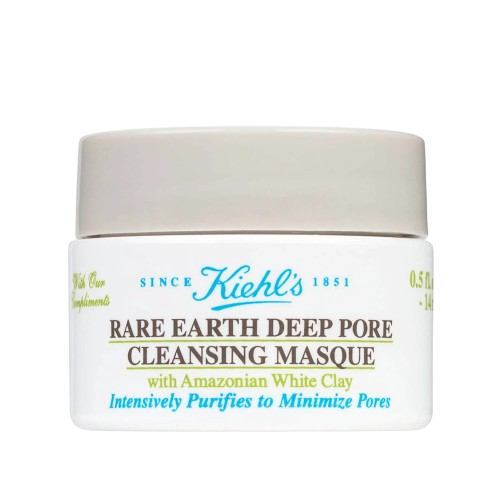 With Our
Compliments
SINCE Kiehl's 1851
0.5 fl.
- 14
RARE EARTH DEEP PORE
CLEANSING MASQUE
with Amazonian White Clay
Intensively Purifies to Minimize Pores